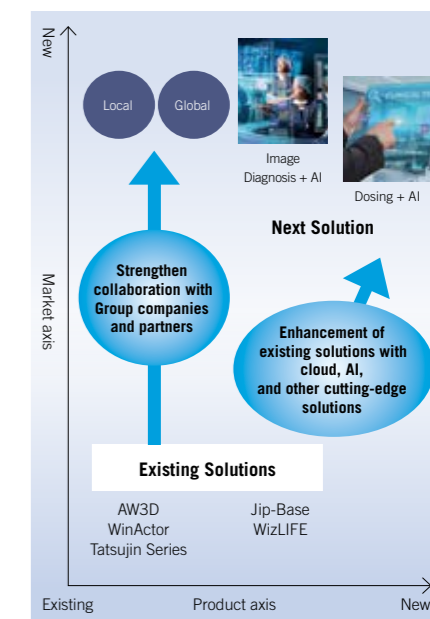 New
Local
Global
Image
Diagnosis + AI
Dosing + AI
Next Solution
Strengthen
collaboration with
Group companies
and partners
Market axis
Enhancement of
existing solutions with
cloud, AI,
and other cutting-edge
solutions
Existing Solutions
AW3D
WinActor
Tatsujin Series
Jip-Base
WizLIFE
Existing
Product axis
New